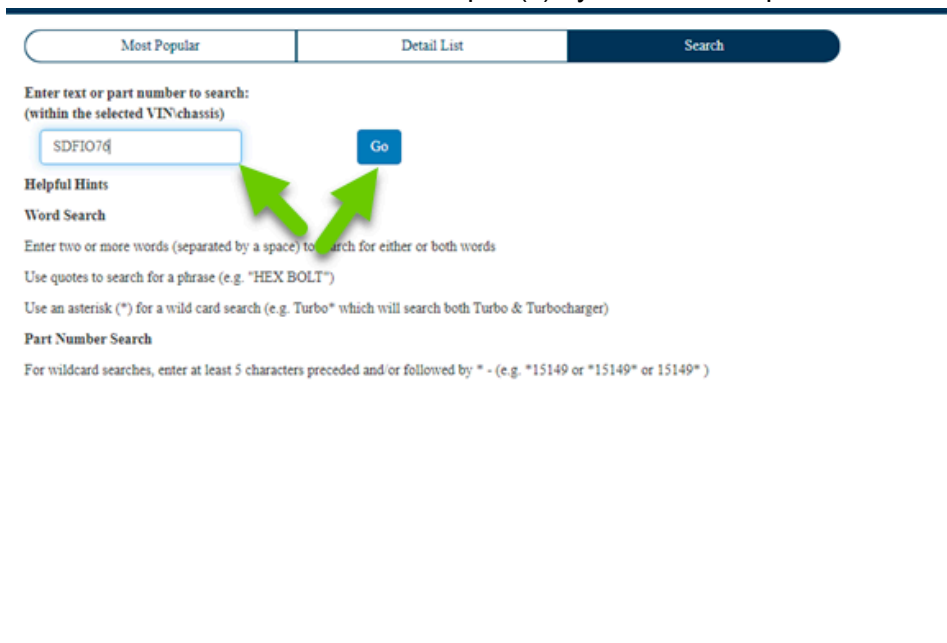 Most Popular Detail List Search
Enter text or part number to search:
(within the selected VIN\chassis)
SDFIO76 Go
Helpful Hints
Word Search
Enter two or more words (separated by a space) to search for either or both words
Use quotes to search for a phrase (e.g. "HEX BOLT")
Use an asterisk (*) for a wild card search (e.g. Turbo* which will search both Turbo & Turbocharger)
Part Number Search
For wildcard searches, enter at least 5 characters preceded and/or followed by * - (e.g. *15149 or *15149* or 15149* )